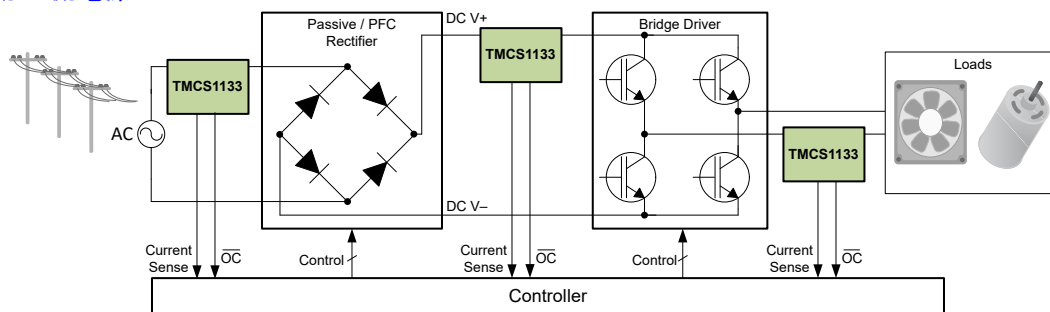 Passive / PFC
Rectifier
DC V+
Bridge Driver
TMCS1133
TMCS1133
Loads
AC
TMCS1133
DC V–
Current
Sense
OC
Control
Current
Sense
OC
Control
Current
Sense
OC
Controller